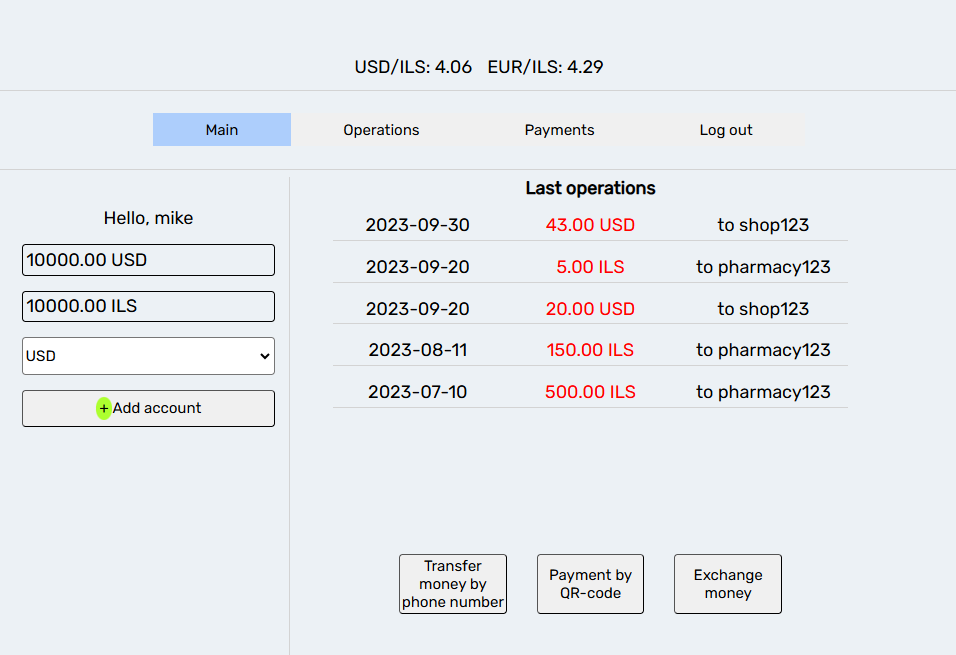 USD/ILS: 4.06 EUR/ILS: 4.29
Main Operations Payments Log out
Hello, mike
10000.00 USD
10000.00 ILS
USD
+Add account
Last operations
2023-09-30 43.00 USD to shop123
2023-09-20 5.00 ILS to pharmacy123
2023-09-20 20.00 USD to shop123
2023-08-11 150.00 ILS to pharmacy123
2023-07-10 500.00 ILS to pharmacy123
Transfer
money by
phone number
Payment by
QR-code
Exchange
money